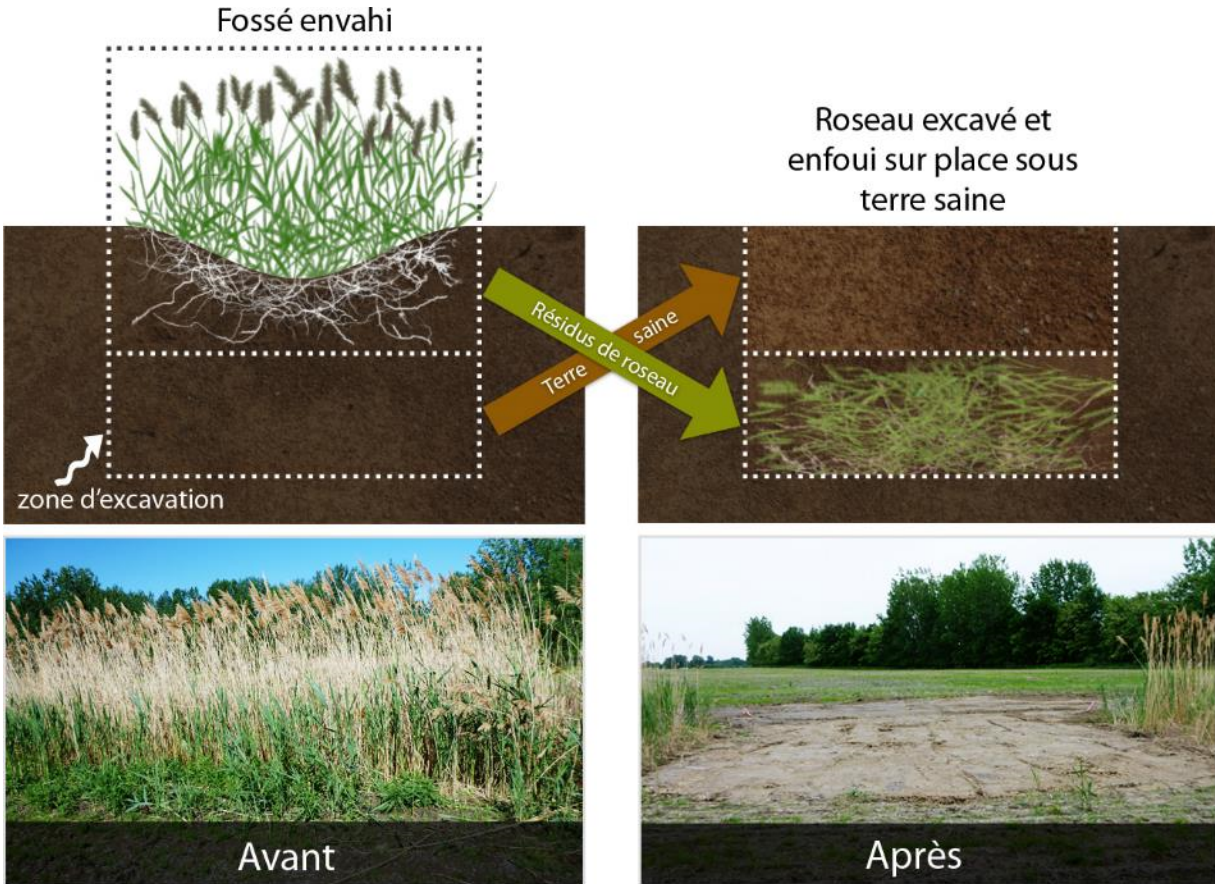 Fossé envahi
Roseau excavé et
enfoui sur place sous
terre saine
Résidus de roseau
Terre saine
zone d'excavation
Avant
Après